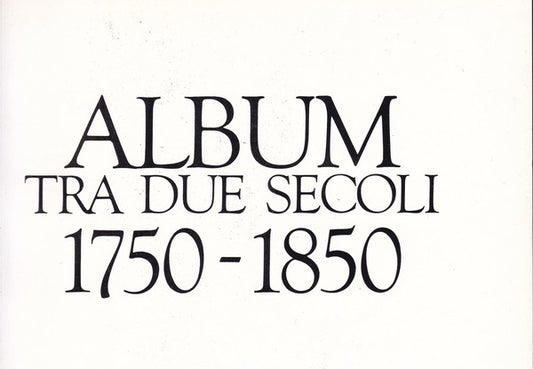 ALBUM
TRA DUE SECOLI
1750-1850